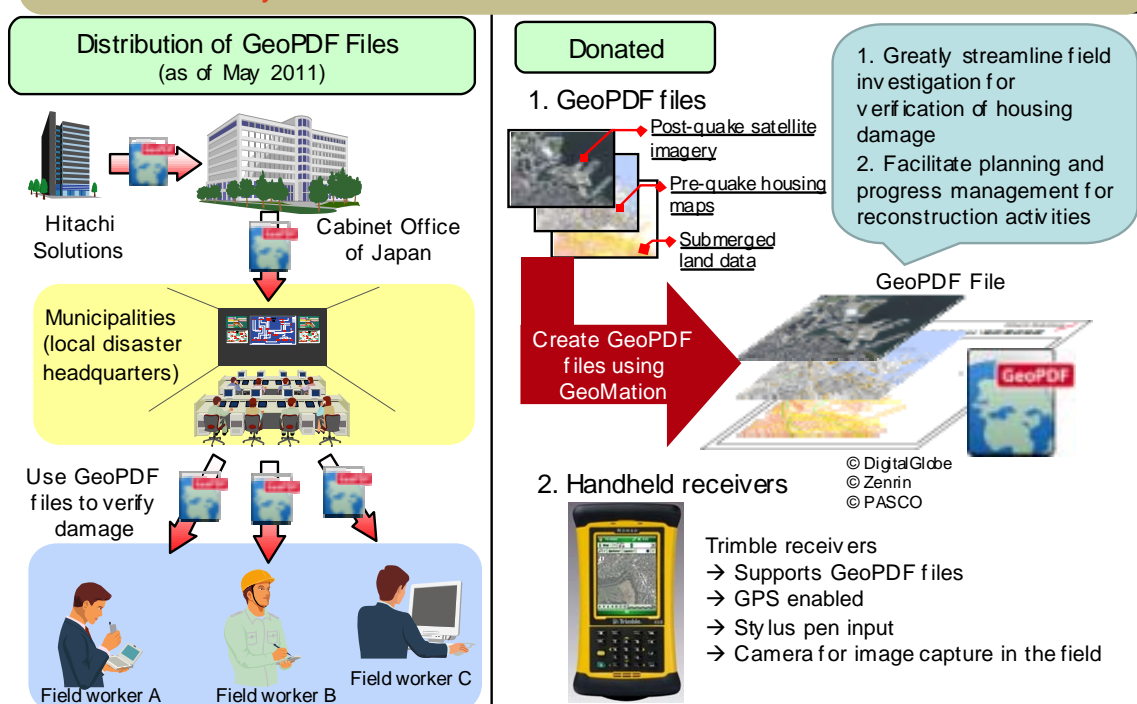 Distribution of GeoPDF Files
(as of May 2011)
Hitachi
Solutions
GeoPDF
Cabinet Office
of Japan
Municipalities
(local disaster
headquarters)
Use GeoPDF
files to verify
damage
Field worker A
Field worker B
Field worker C
Donated
1. GeoPDF files
Post-quake satellite
imagery
Pre-quake housing
maps
Submerged
land data
1. Greatly streamline field
investigation for
verification of housing
damage
2. Facilitate planning and
progress management for
reconstruction activities
GeoPDF File
Create GeoPDF
files using
GeoMation
GeoPDF
© DigitalGlobe
© Zenrin
© PASCO
2. Handheld receivers
Trimble
Trimble receivers
→ Supports GeoPDF files
→ GPS enabled
→ Stylus pen input
→ Camera for image capture in the field